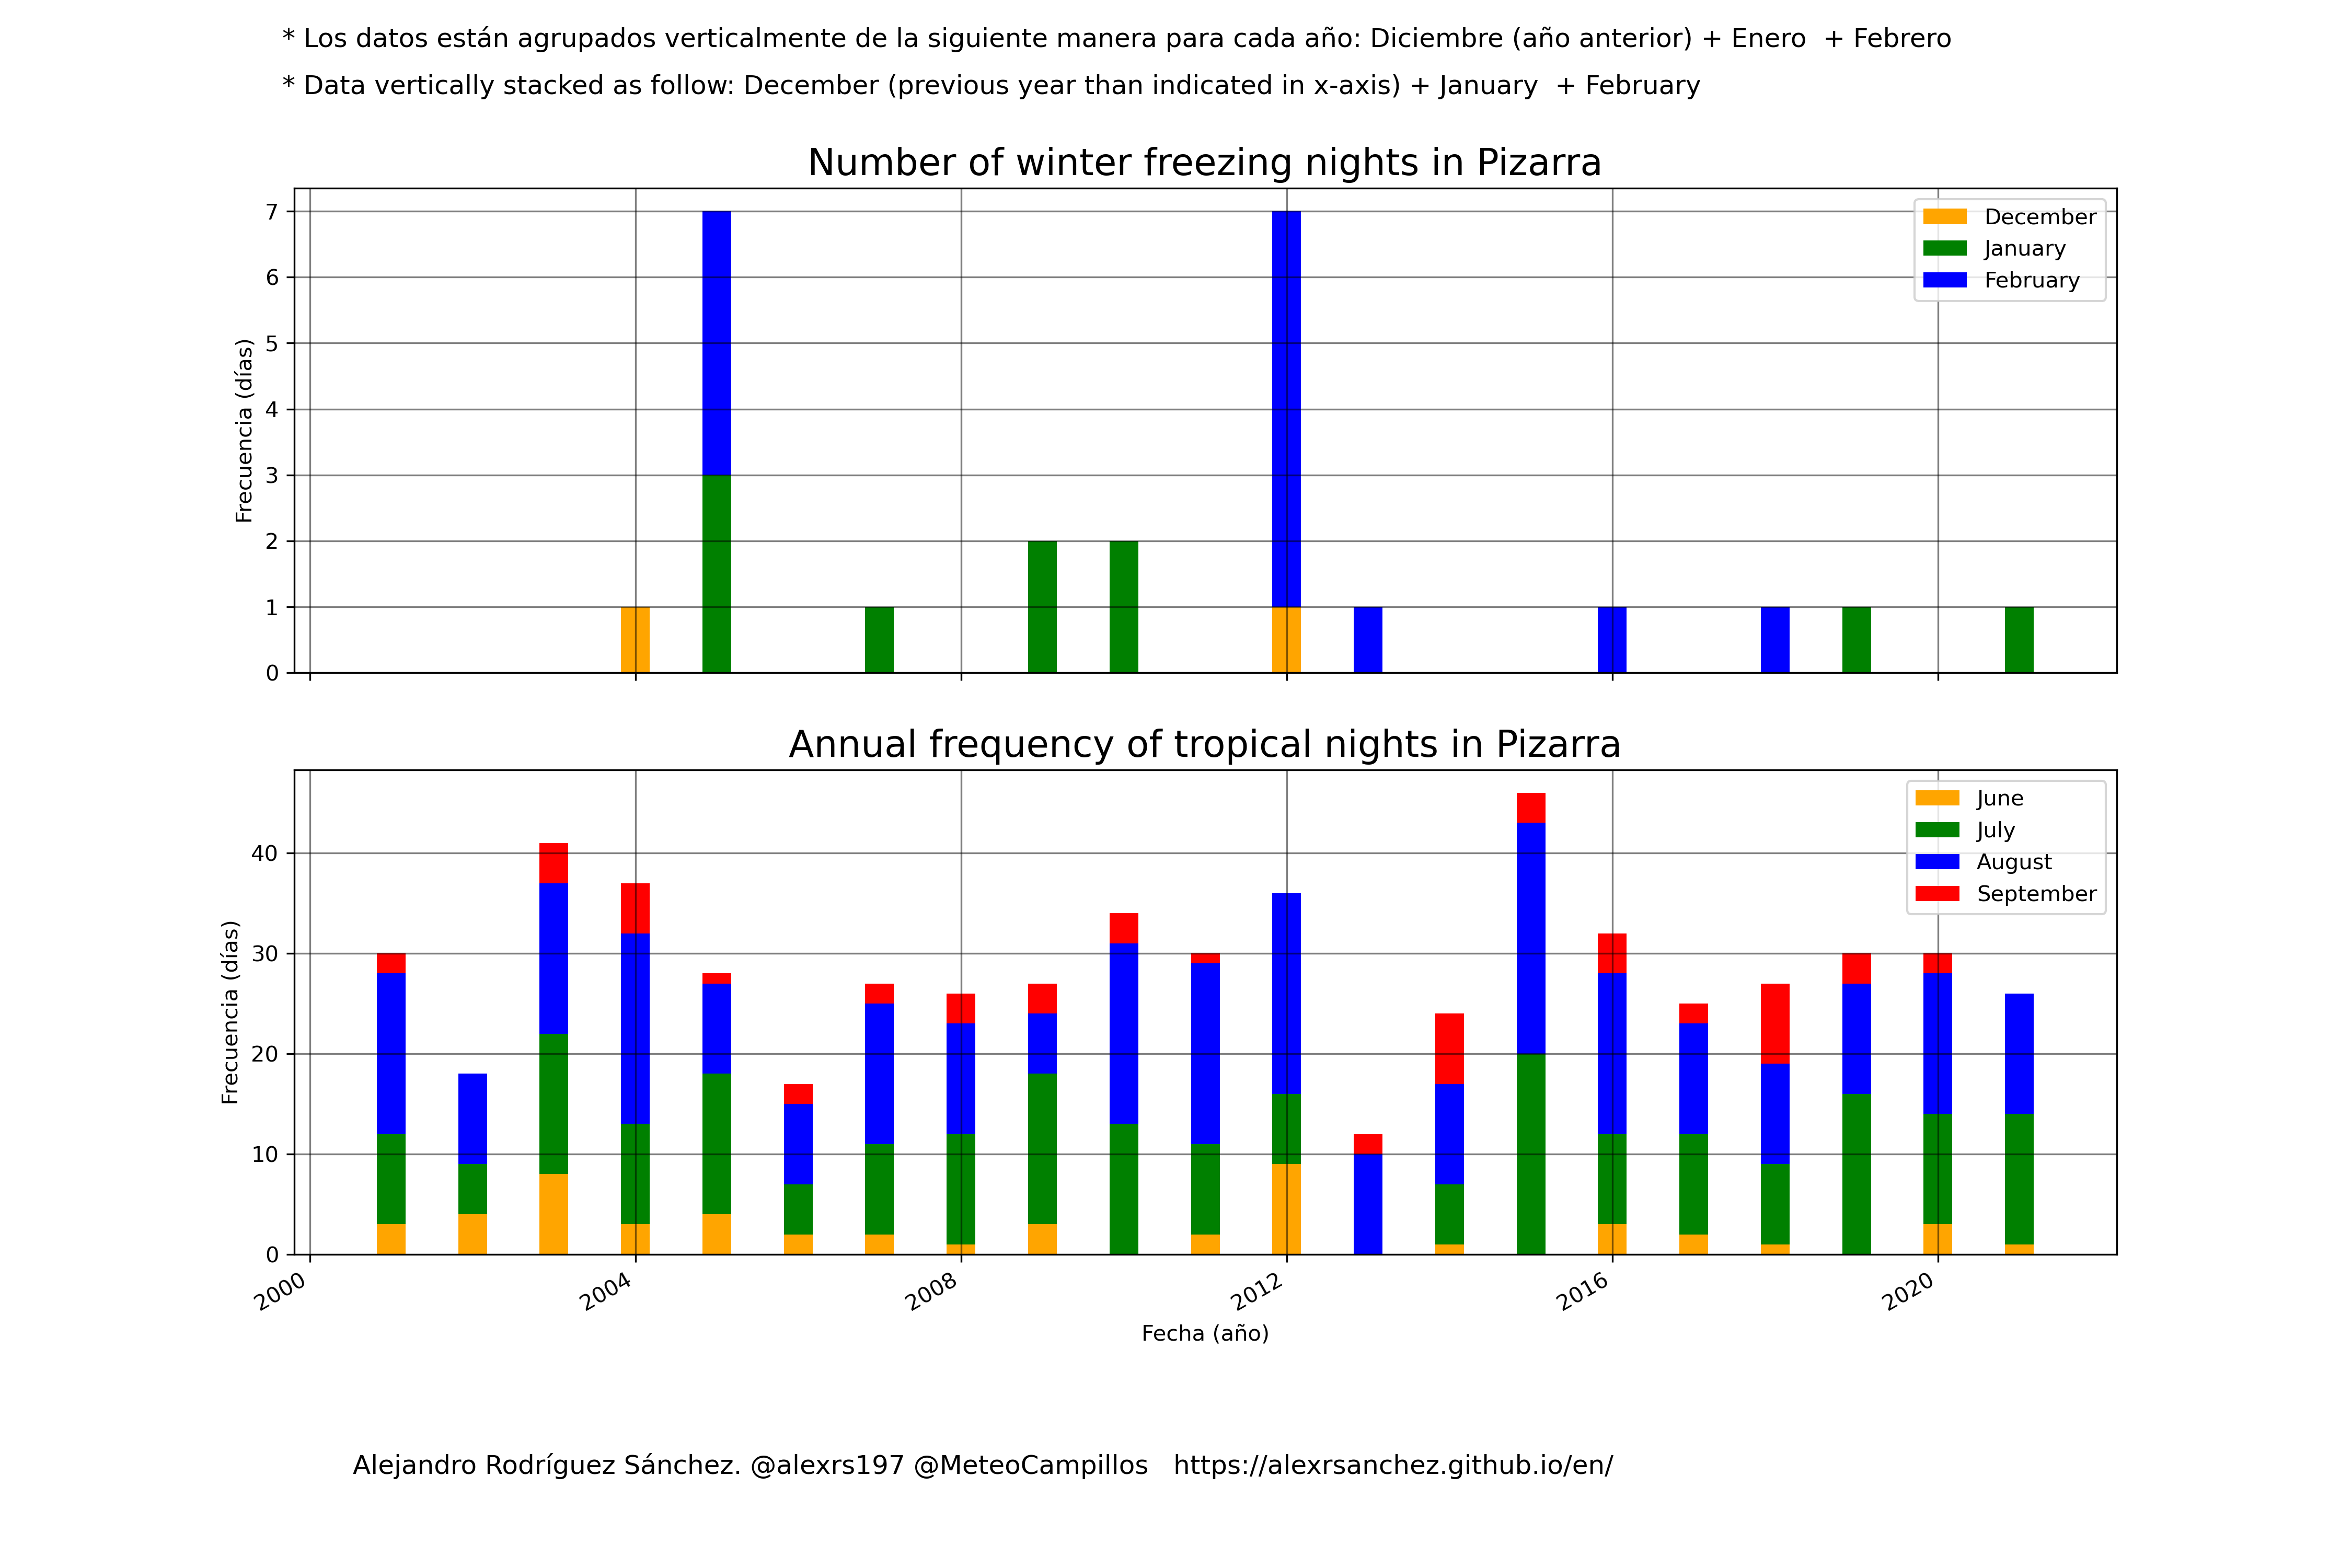 * Los datos están agrupados verticalmente de la siguiente manera para cada año: Diciembre (año anterior) + Enero  + Febrero
* Data vertically stacked as follow: December (previous year than indicated in x-axis) + January  + February
Number of winter freezing nights in Pizarra
7
6
5
4
3
2
1
0
Frecuencia (días)
December
January
February
Annual frequency of tropical nights in Pizarra
40
30
20
10
0
Frecuencia (días)
June
July
August
September
2000
2004
2008
2012
2016
2020
Fecha (año)
Alejandro Rodríguez Sánchez. @alexrs197 @MeteoCampillos   https://alexrsanchez.github.io/en/